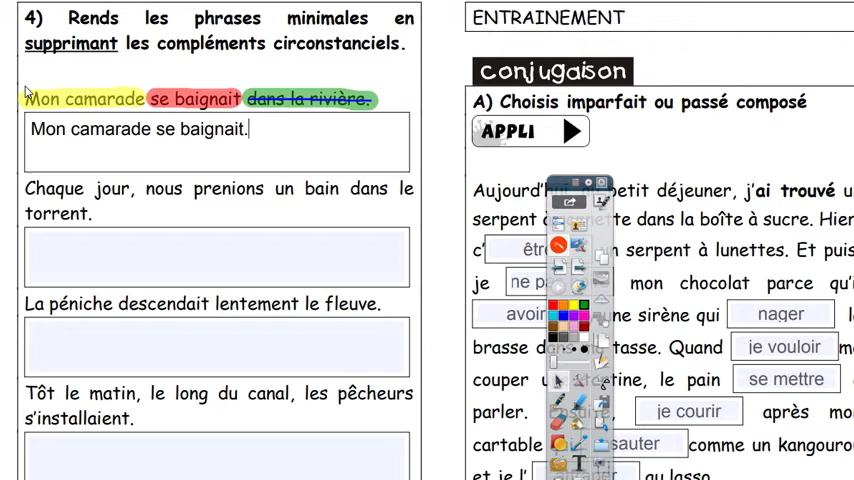 4) Rends les phrases minimales en
supprimant les compléments circonstanciels.
Mon camarade se baignait dans la rivière.
Mon camarade se baignait.
Chaque jour, nous prenions un bain dans le
torrent.
La péniche descendait lentement le fleuve.
Tôt le matin, le long du canal, les pêcheurs
s'installaient.
ENTRAINEMENT
conjugaison
A) Choisis imparfait ou passé composé
APPLI
Aujourd'hui petit déjeuner, j'ai trouvé
serpent dans la boîte à sucre. Hier
c' serpent à lunettes. Et puis
je mon chocolat parce qu'i
avoir une sirène qui nager
brasse tasse. Quand je vouloir
couper le pain se mettre
parler. je courir après mon
cartable sauter comme un kangourou
et je l' au lasso
T